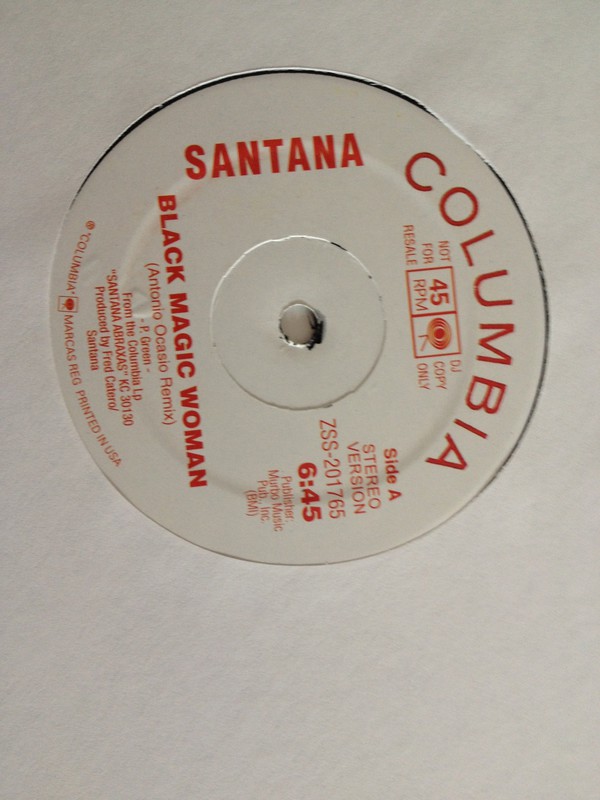 COLUMBIA
NOT
FOR
RESALE
45
RPM
DJ
COPY
ONLY
SANTANA
Side A
STEREO
VERSION
ZSS-201765
6:45
Publisher:
Murbo Music
Pub., Inc.
(BMI)
BLACK MAGIC WOMAN
(Antonio Ocasio Remix)
- P. Green -
From the Columbia Lp
"SANTANA ABRAXAS" KC 30130
Produced by Fred Catero/
Santana
® "COLUMBIA" MARCAS REG PRINTED IN USA